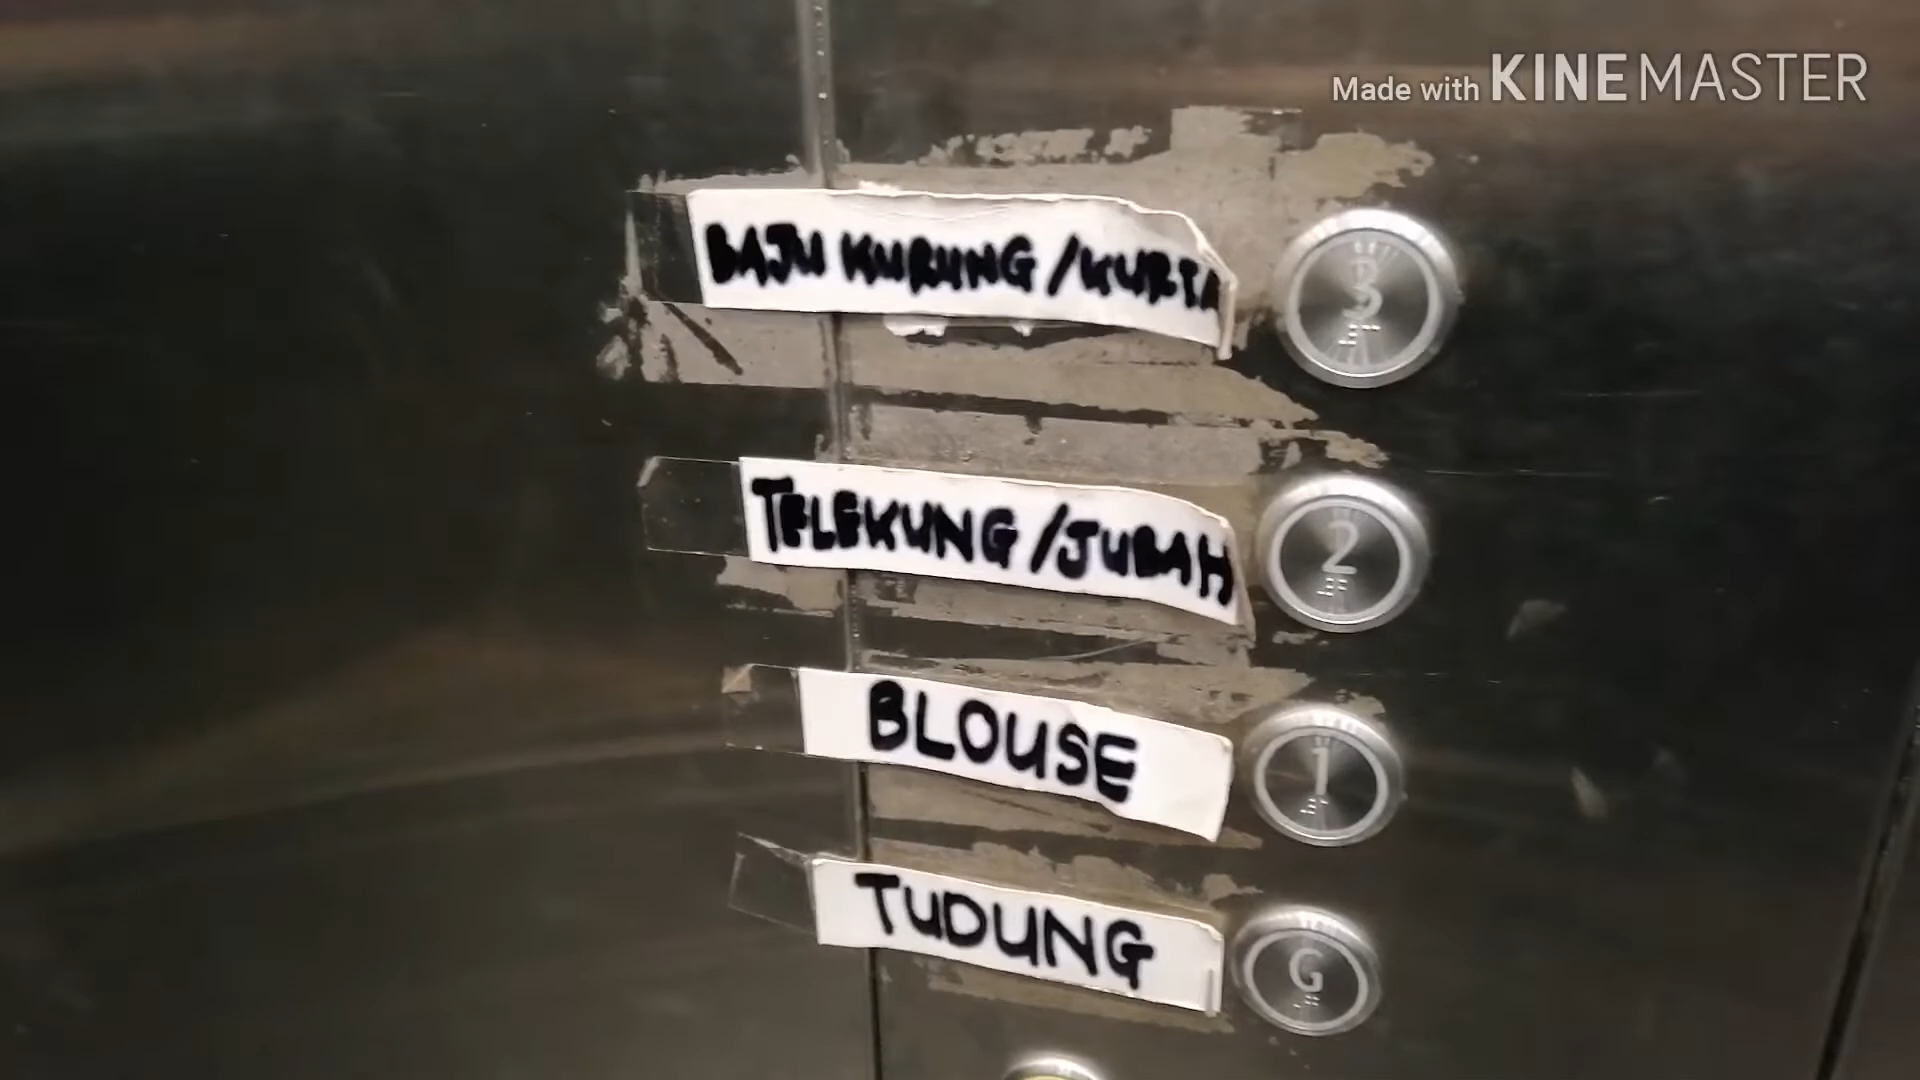 Made with KINEMASTER
BAJU KURUNG / KURTA
3
TELEKUNG / JUBAH
2
BLOUSE
1
TUDUNG
G